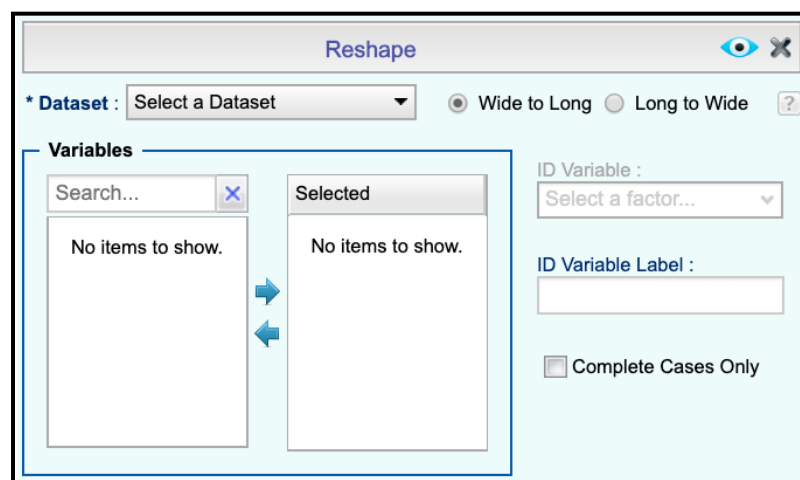 Reshape
* Dataset : Select a Dataset Wide to Long Long to Wide ?
Variables
Search... Selected
No items to show. No items to show.
ID Variable :
Select a factor...
ID Variable Label :
Complete Cases Only